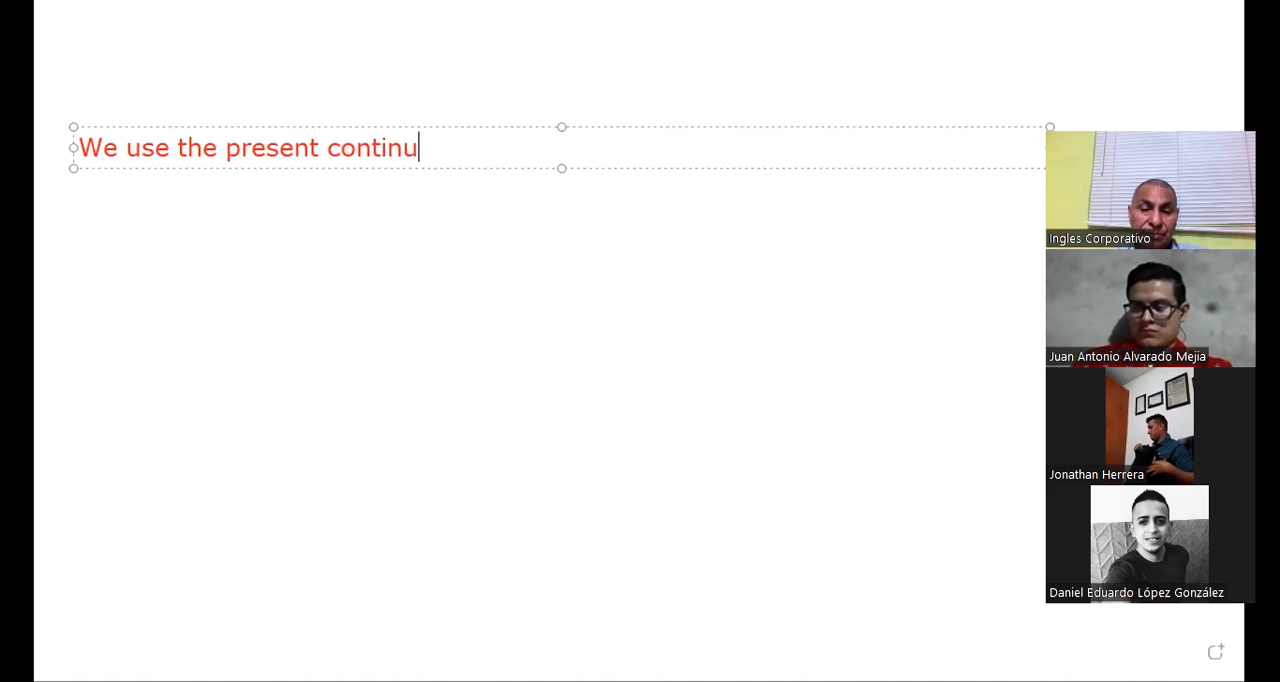 We use the present continu
Ingles Corporativo
Juan Antonio Alvarado Mejia
Jonathan Herrera
Daniel Eduardo López González